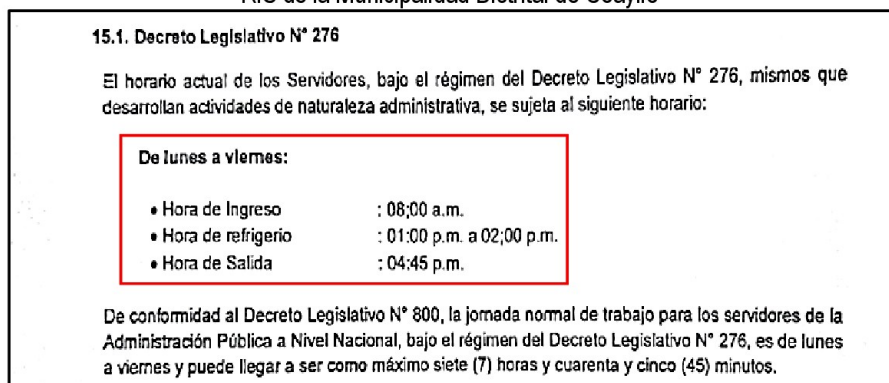 RIS de la Municipalidad Distrital de
15.1. Decreto Legislativo N° 276
El horario actual de los Servidores, bajo el régimen del Decreto Legislativo N° 276, mismos que
desarrollan actividades de naturaleza administrativa, se sujeta al siguiente horario:
De lunes a viernes:
• Hora de Ingreso : 08;00 a.m.
• Hora de refrigerio : 01:00 p.m. a 02;00 p.m.
• Hora de Salida : 04:45 p.m.
De conformidad al Decreto Legislativo N° 800, la jornada normal de trabajo para los servidores de la
Administración Pública a Nivel Nacional, bajo el régimen del Decreto Legislativo N° 276, es de lunes
a viernes y puede llegar a ser como máximo siete (7) horas y cuarenta y cinco (45) minutos.